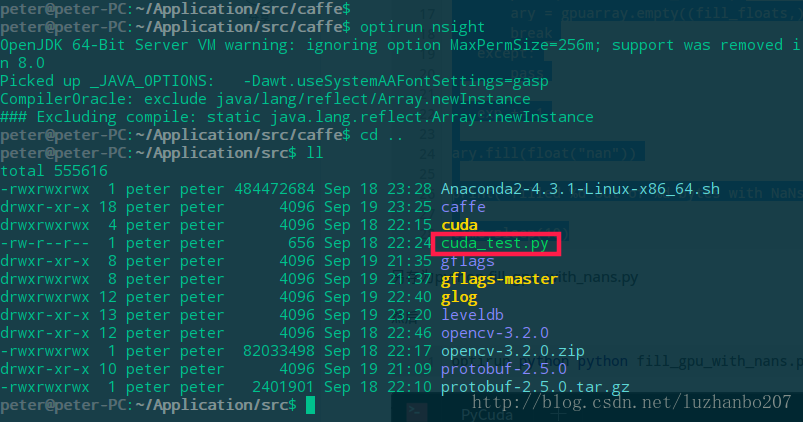 peter@peter-PC:~/Application/src/caffe$
peter@peter-PC:~/Application/src/caffe$ optirun nsight
OpenJDK 64-Bit Server VM warning: ignoring option MaxPermSize=256m; support was removed i
n 8.0
Picked up _JAVA_OPTIONS:   -Dawt.useSystemAAFontSettings=gasp
CompilerOracle: exclude java/lang/reflect/Array.newInstance
### Excluding compile: static java.lang.reflect.Array::newInstance
peter@peter-PC:~/Application/src/caffe$ cd ..
peter@peter-PC:~/Application/src$ ll
total 555616
-rwxrwxrwx  1 peter peter 484472684 Sep 18 23:28 Anaconda2-4.3.1-Linux-x86_64.sh
drwxr-xr-x 18 peter peter      4096 Sep 19 23:25 caffe
drwxrwxrwx  4 peter peter      4096 Sep 18 22:15 cuda
-rw-r--r--  1 peter peter       656 Sep 18 22:24 cuda_test.py
drwxr-xr-x  8 peter peter      4096 Sep 19 21:35 gflags
drwxrwxrwx  8 peter peter      4096 Sep 19 21:37 gflags-master
drwxrwxrwx 12 peter peter      4096 Sep 19 22:40 glog
drwxr-xr-x 13 peter peter      4096 Sep 19 23:20 leveldb
drwxr-xr-x 12 peter peter      4096 Sep 18 22:46 opencv-3.2.0
-rwxrwxrwx  1 peter peter  82033498 Sep 18 22:17 opencv-3.2.0.zip
drwxr-xr-x 10 peter peter      4096 Sep 19 21:09 protobuf-2.5.0
-rwxrwxrwx  1 peter peter   2401901 Sep 18 22:10 protobuf-2.5.0.tar.gz
peter@peter-PC:~/Application/src$
17
ary = gpuarray.empty((fill_floats,
break
except:
24
ary.fill(float("nan"))
with NaNs
with_nans.py
optirun python python fill_gpu_with_nans.p
PyCuda
http://blog.csdn.net/luzhanbo207